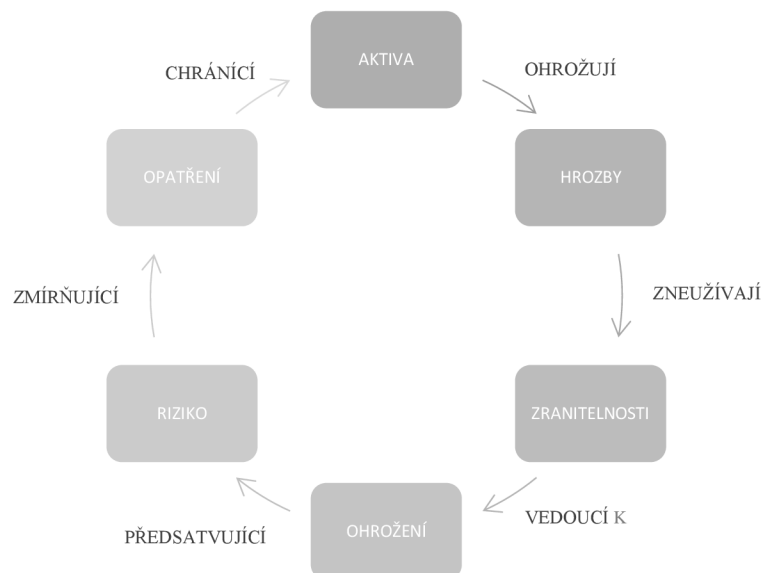 AKTIVA
OHROŽUJÍ
HROZBY
ZNEUŽÍVAJÍ
ZRANITELNOSTI
VEDOUCÍ K
OHROŽENÍ
PŘEDSATVUJÍCÍ
RIZIKO
ZMÍRŇUJÍCÍ
OPATŘENÍ
CHRÁNÍCÍ